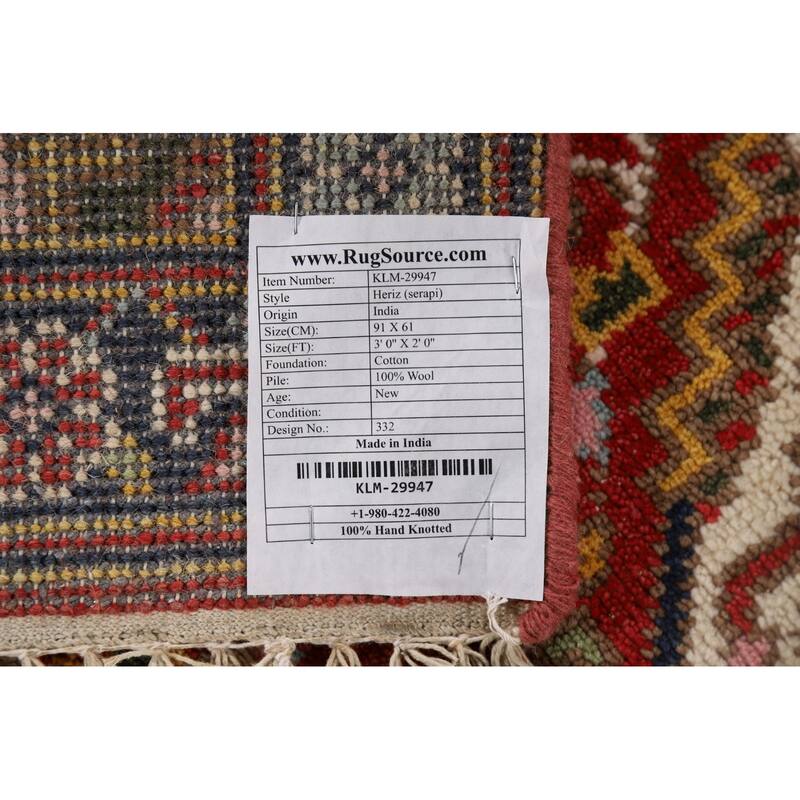 www.RugSource.com
Item Number: KLM-29947
Style Heriz (serapi)
Origin India
Size(CM): 91 X 61
Size(FT): 3' 0" X 2' 0"
Foundation: Cotton
Pile: 100% Wool
Age: New
Condition:
Design No.: 332
Made in India
KLM-29947
+1-980-422-4080
100% Hand Knotted